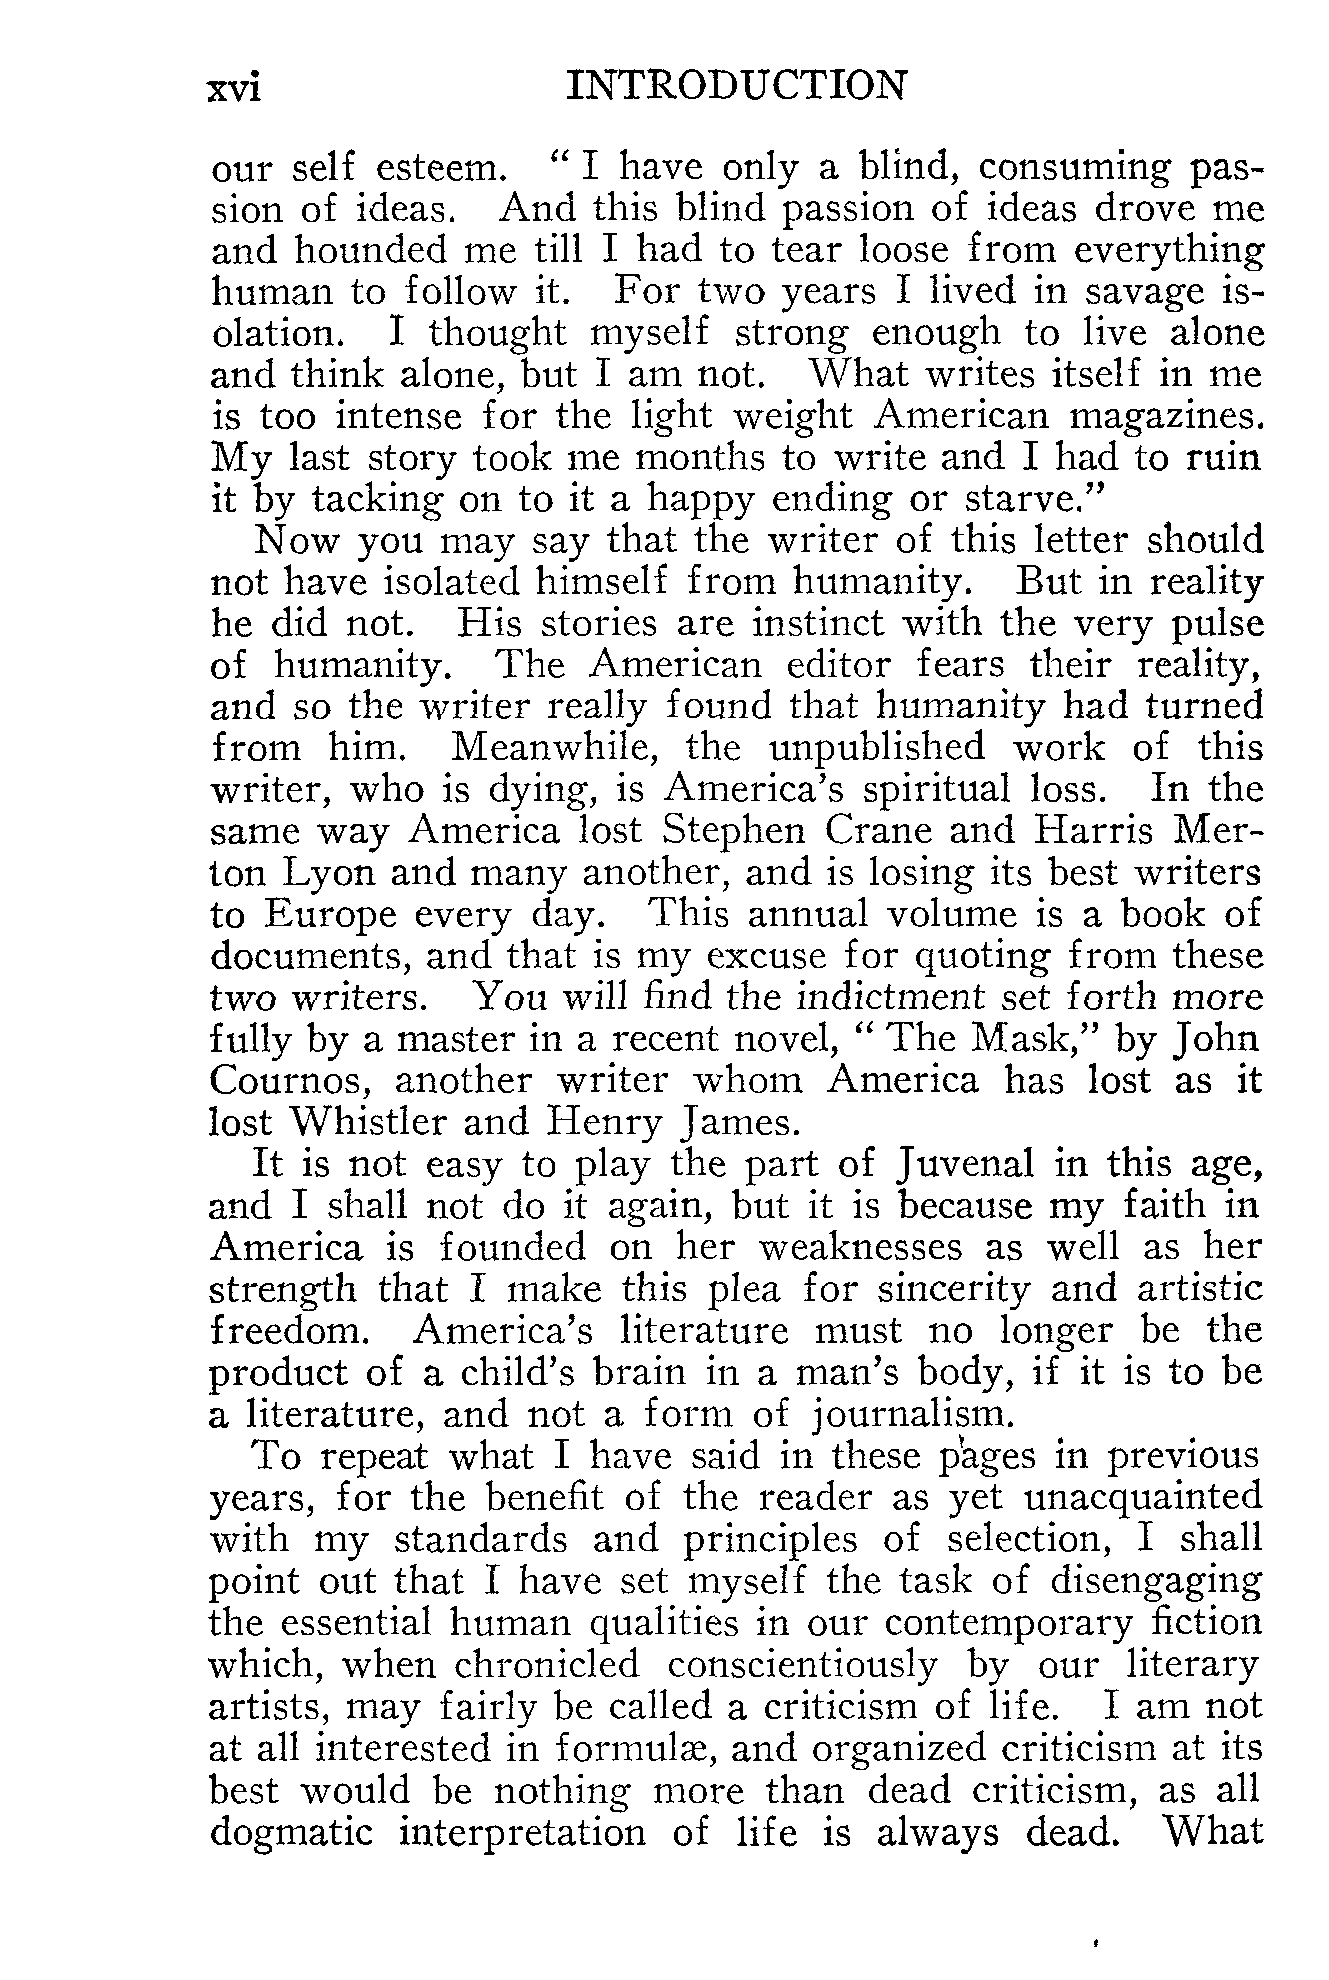 xvi INTRODUCTION
our self esteem. “ I have only a blind, consuming pas-
sion of ideas. And this blind passion of ideas drove me
and hounded me till I had to tear loose from everything
human to follow it. For two years I lived in savage is-
olation. I thought myself strong enough to live alone
and think alone, but I am not. What writes itself in me
is too intense for the light weight American magazines.
My last story took me months to write and I had to ruin
it by tacking on to it a happy ending or starve.”
Now you may say that the writer of this letter should
not have isolated himself from humanity. But in reality
he did not. His stories are instinct with the very pulse
of humanity. The American editor fears their reality,
and so the writer really found that humanity had turned
from him. Meanwhile, the unpublished work of this
writer, who is dying, is America’s spiritual loss. In the
same way America lost Stephen Crane and Harris Mer-
ton Lyon and many another, and is losing its best writers
to Europe every day. This annual volume is a book of
documents, and that is my excuse for quoting from these
two writers. You will find the indictment set forth more
fully by a master in a recent novel, “ The Mask,” by John
Cournos, another writer whom America has lost as it
lost Whistler and Henry James.
It is not easy to play the part of Juvenal in this age,
and I shall not do it again, but it is because my faith in
America is founded on her weaknesses as well as her
strength that I make this plea for sincerity and artistic
freedom. America’s literature must no longer be the
product of a child’s brain in a man’s body, if it is to be
a literature, and not a form of journalism.
To repeat what I have said in these pages in previous
years, for the benefit of the reader as yet unacquainted
with my standards and principles of selection, I shall
point out that I have set myself the task of disengaging
the essential human qualities in our contemporary fiction
which, when chronicled conscientiously by our literary
artists, may fairly be called a criticism of life. I am not
at all interested in formulæ, and organized criticism at its
best would be nothing more than dead criticism, as all
dogmatic interpretation of life is always dead. What